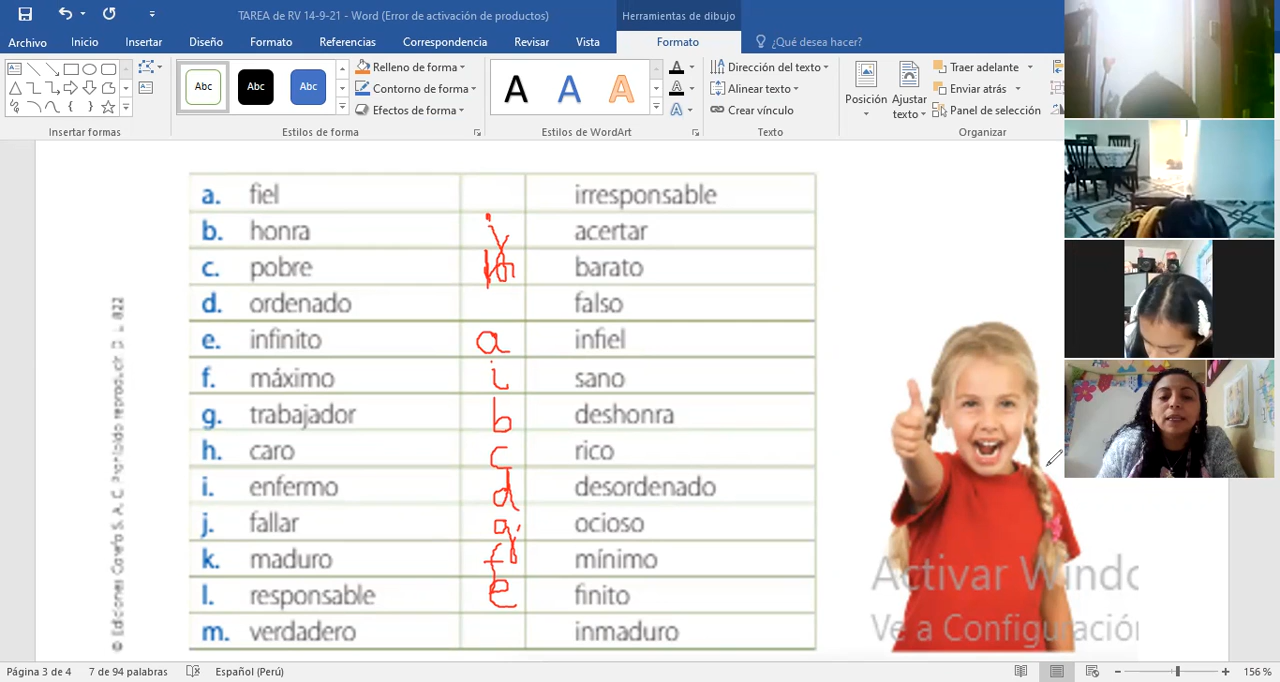 TAREA de RV 14-9-21 - Word (Error de activación de productos)
Herramientas de dibujo
Archivo Inicio Insertar Diseño Formato Referencias Correspondencia Revisar Vista Formato ¿Qué desea hacer?
Abc Abc Abc
Relleno de forma
Contorno de forma
Efectos de forma
A A A
Dirección del texto
Alinear texto
Crear vínculo
Posición
Ajustar texto
Traer adelante
Enviar atrás
Panel de selección
Insertar formas Estilos de forma Estilos de WordArt Texto Organizar
a. fiel irresponsable
b. honra j acertar
c. pobre h barato
d. ordenado falso
e. infinito a infiel
f. máximo i sano
g. trabajador b deshonra
h. caro c rico
i. enfermo d desordenado
j. fallar g ocioso
k. maduro f mínimo
l. responsable e finito
m. verdadero inmaduro
Activar Windo
Ve a Configuración
Página 3 de 4 7 de 94 palabras Español (Perú) 156 %